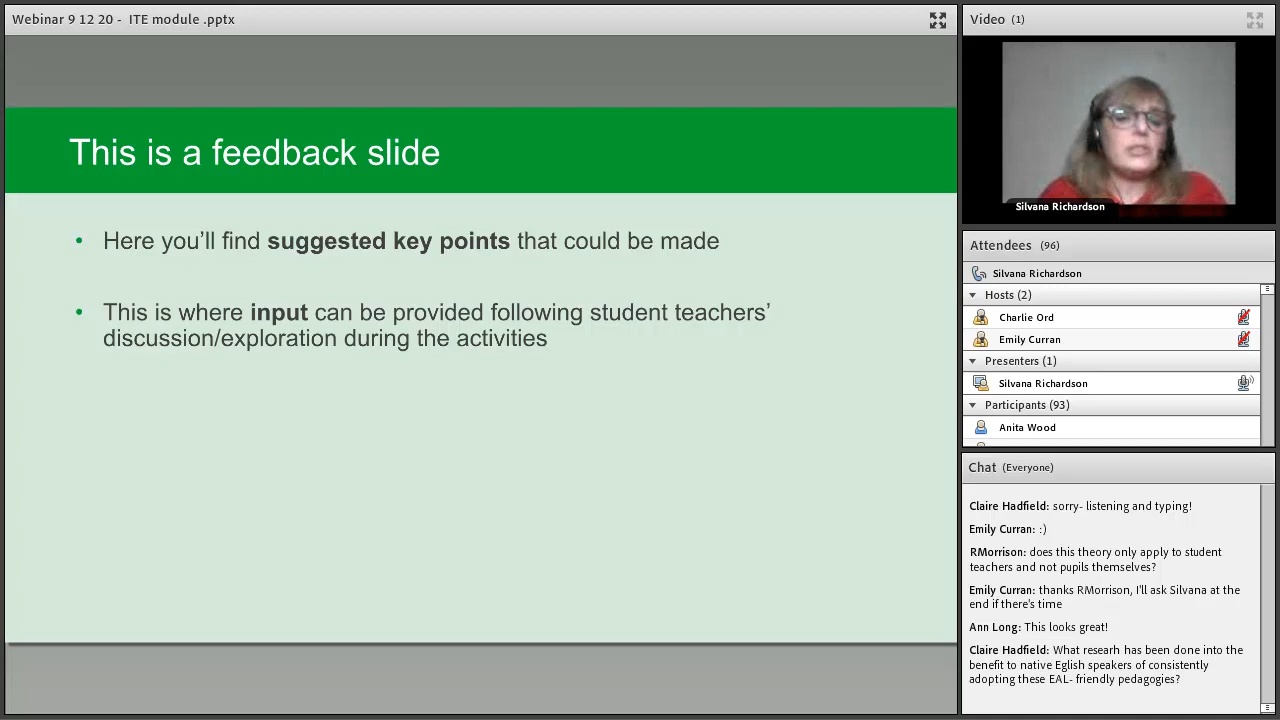 Webinar 9 12 20 - ITE module .pptx
This is a feedback slide
• Here you’ll find suggested key points that could be made
• This is where input can be provided following student teachers’
discussion/exploration during the activities
Video (1)
Silvana Richardson
Attendees (96)
Silvana Richardson
Hosts (2)
Charlie Ord
Emily Curran
Presenters (1)
Silvana Richardson
Participants (93)
Anita Wood
Chat (Everyone)
Claire Hadfield: sorry- listening and typing!
Emily Curran: :)
RMorrison: does this theory only apply to student
teachers and not pupils themselves?
Emily Curran: thanks RMorrison, I'll ask Silvana at the
end if there's time
Ann Long: This looks great!
Claire Hadfield: What researh has been done into the
benefit to native Eglish speakers of consistently
adopting these EAL- friendly pedagogies?